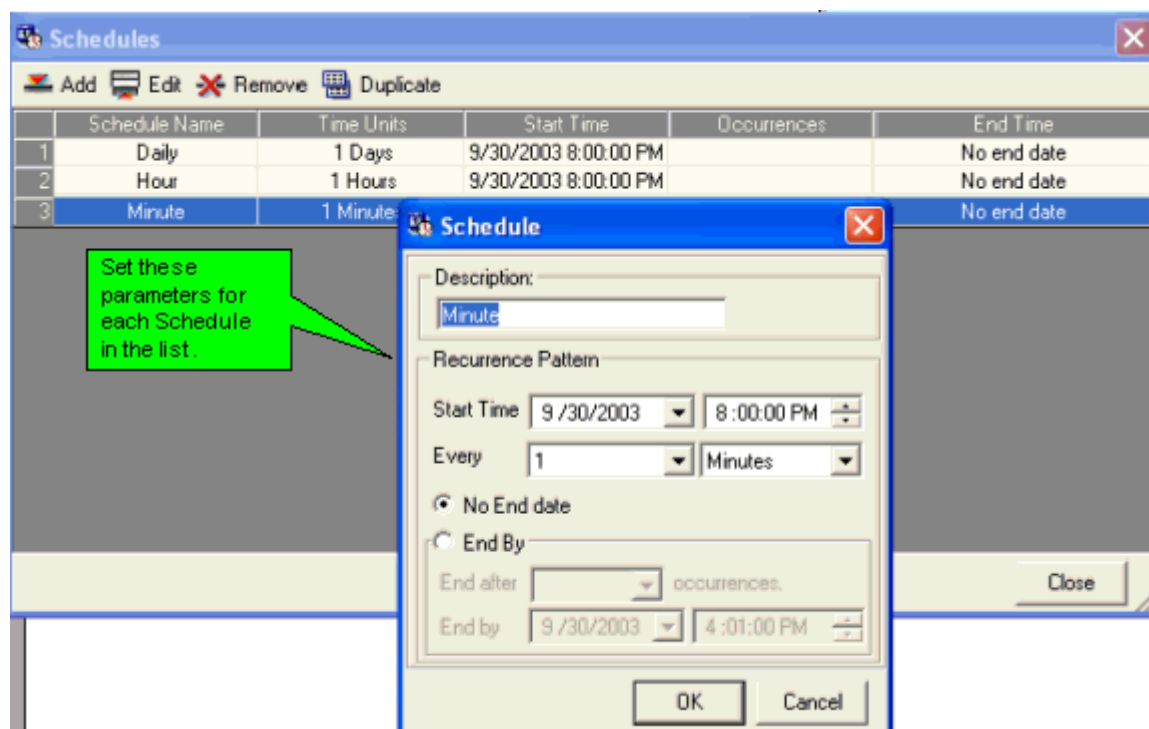 Schedules
Add Edit Remove Duplicate
Schedule Name Time Units Start Time Occurrences End Time
1 Daily 1 Days 9/30/2003 8:00:00 PM No end date
2 Hour 1 Hours 9/30/2003 8:00:00 PM No end date
3 Minute 1 Minute No end date
Set these
parameters for
each Schedule
in the list.
Schedule
Description:
Minute
Recurrence Pattern
Start Time 9/30/2003 8:00:00 PM
Every 1 Minutes
No End date
End By
End after occurrences.
End by 9/30/2003 4:01:00 PM
OK Cancel
Close